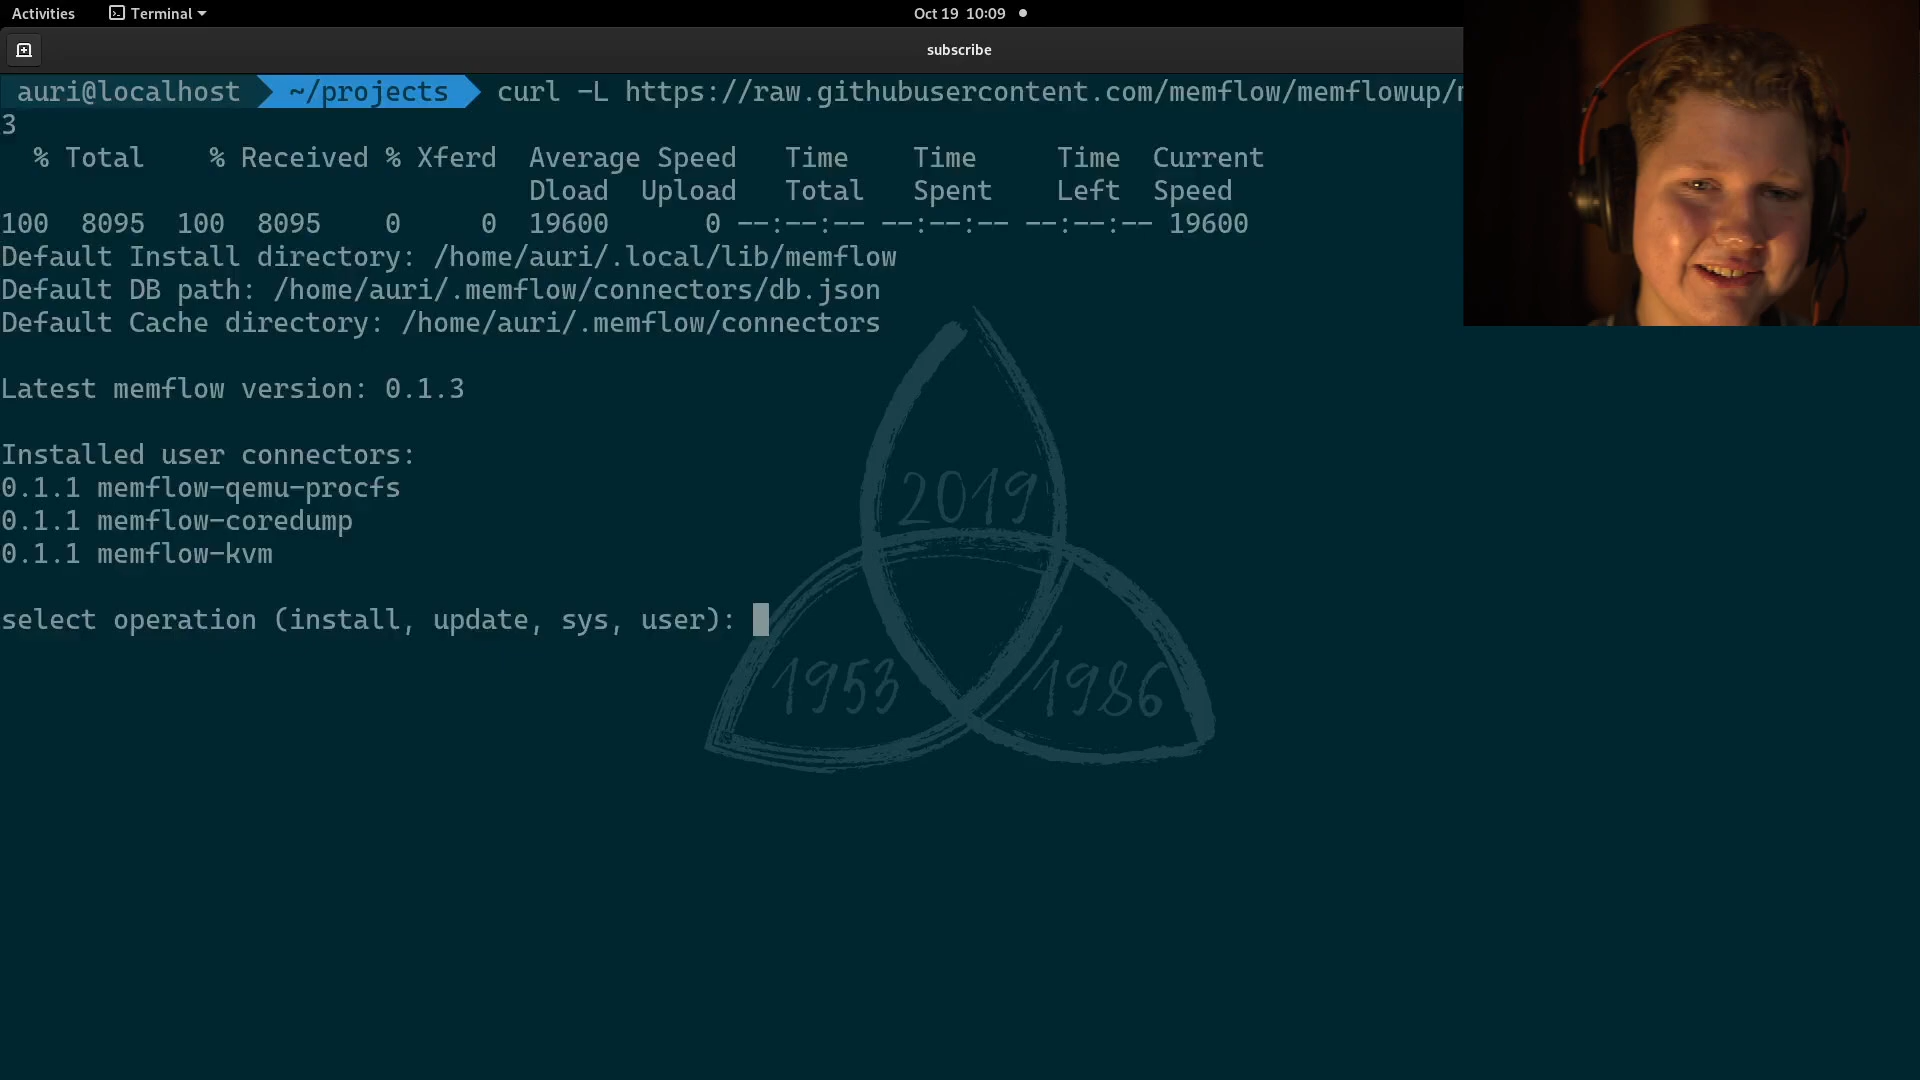 Activities Terminal Oct 19 10:09
subscribe
auri@localhost ~/projects curl -L https://raw.githubusercontent.com/memflow/memflowup/
3
% Total % Received % Xferd Average Speed Time Time Time Current
Dload Upload Total Spent Left Speed
100 8095 100 8095 0 0 19600 0 --:--:-- --:--:-- --:--:-- 19600
Default Install directory: /home/auri/.local/lib/memflow
Default DB path: /home/auri/.memflow/connectors/db.json
Default Cache directory: /home/auri/.memflow/connectors
Latest memflow version: 0.1.3
Installed user connectors:
0.1.1 memflow-qemu-procfs
0.1.1 memflow-coredump
0.1.1 memflow-kvm
select operation (install, update, sys, user):
2019
1953 1986